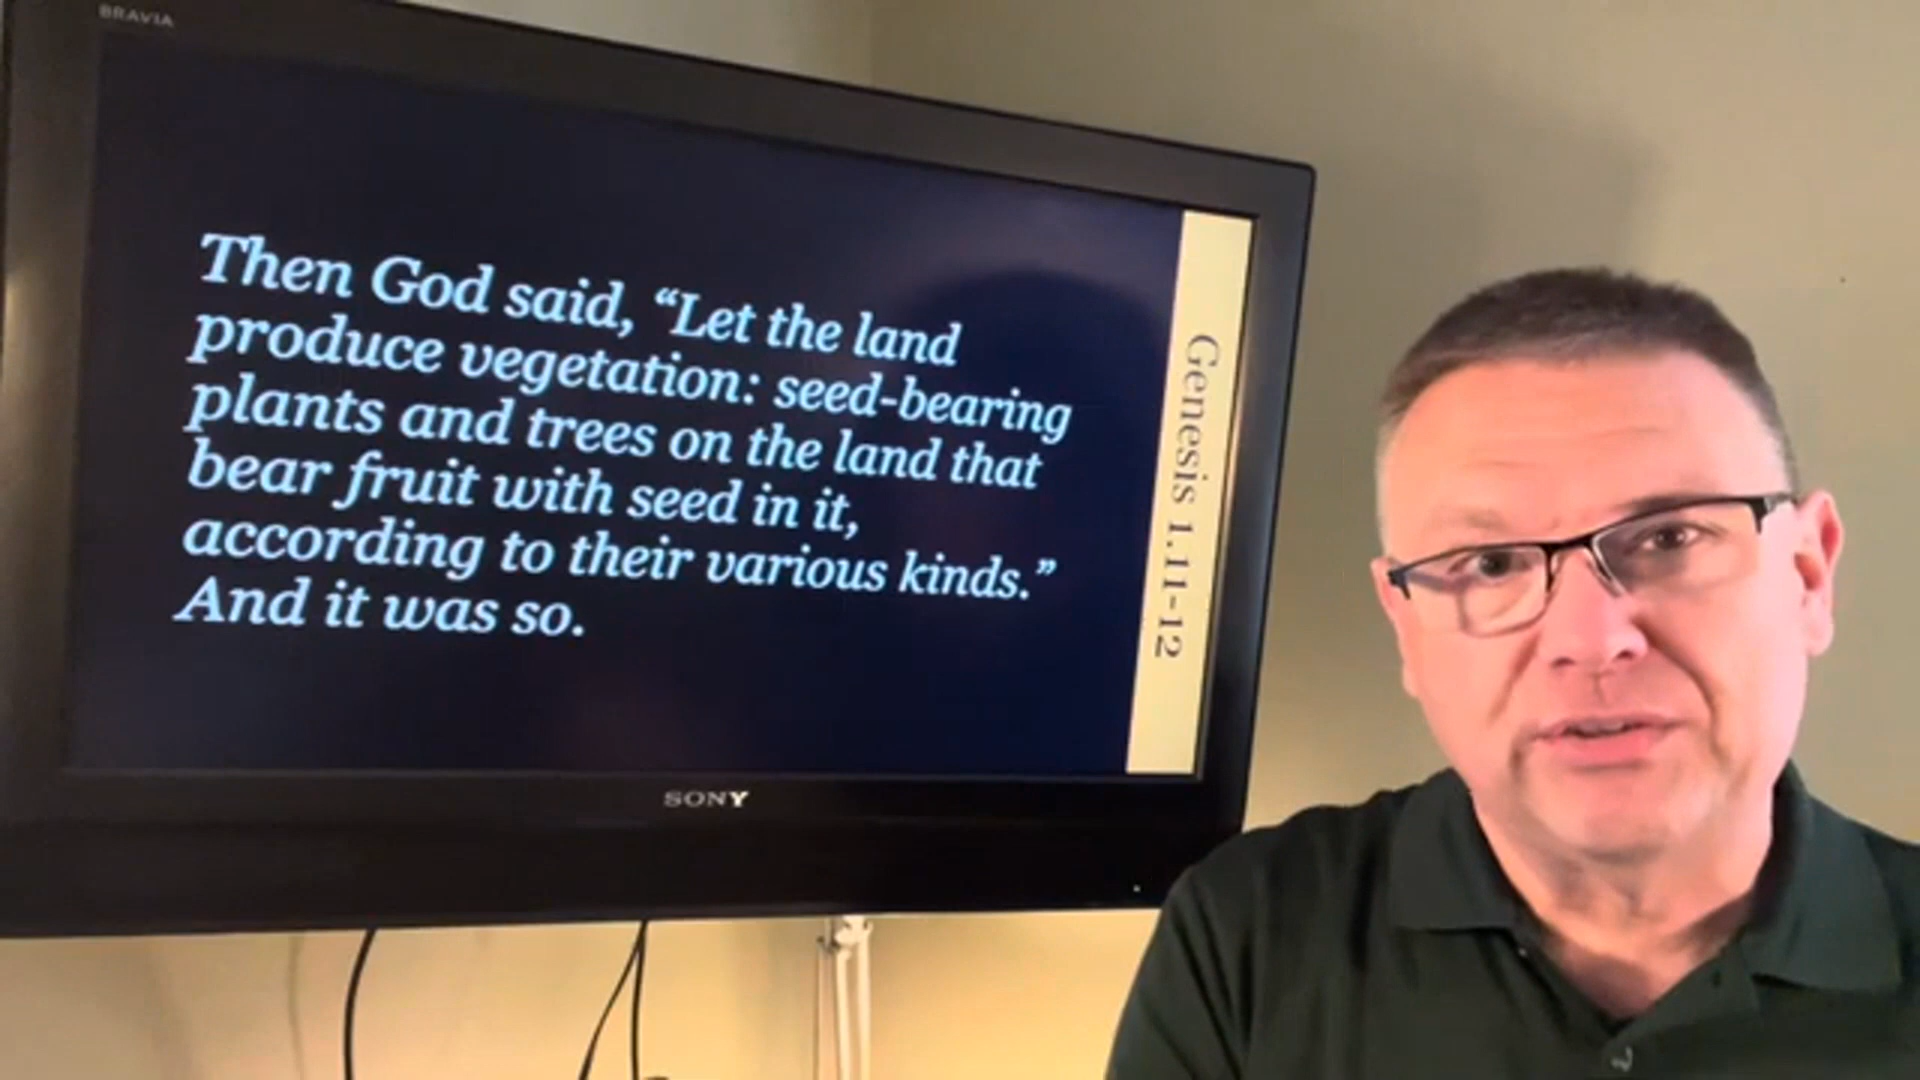 BRAVIA
Then God said, “Let the land
produce vegetation: seed-bearing
plants and trees on the land that
bear fruit with seed in it,
according to their various kinds.”
And it was so.
Genesis 1.11-12
SONY